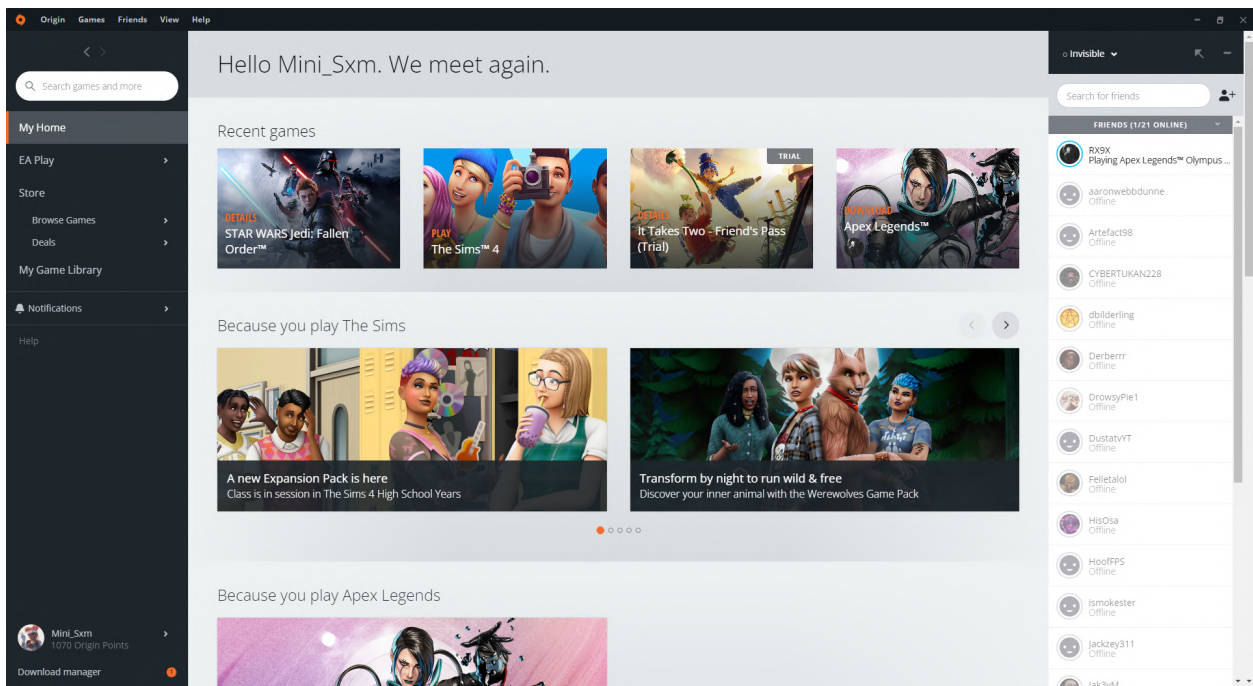 Origin Games Friends View Help
Search games and more
My Home
EA Play
Store
Browse Games
Deals
My Game Library
Notifications
Help
Mini_Sxm
1070 Origin Points
Download manager
1
Hello Mini_Sxm. We meet again.
Recent games
DETAILS
STAR WARS Jedi: Fallen
Order™
PLAY
The Sims™ 4
TRIAL
DETAILS
It Takes Two - Friend's Pass
(Trial)
DOWNLOAD
Apex Legends™
Because you play The Sims
A new Expansion Pack is here
Class is in session in The Sims 4 High School Years
Transform by night to run wild & free
Discover your inner animal with the Werewolves Game Pack
Because you play Apex Legends
Invisible
Search for friends
FRIENDS (1/21 ONLINE)
RX9X
Playing Apex Legends™ Olympus ...
aaronwebbdunne
Offline
Artefact98
Offline
CYBERTUKAN228
Offline
dbilderling
Offline
Derberrr
Offline
DrowsyPie1
Offline
DustatvYT
Offline
Felletalol
Offline
HisOsa
Offline
HoofFPS
Offline
ismokester
Offline
Jackzey311
Offline